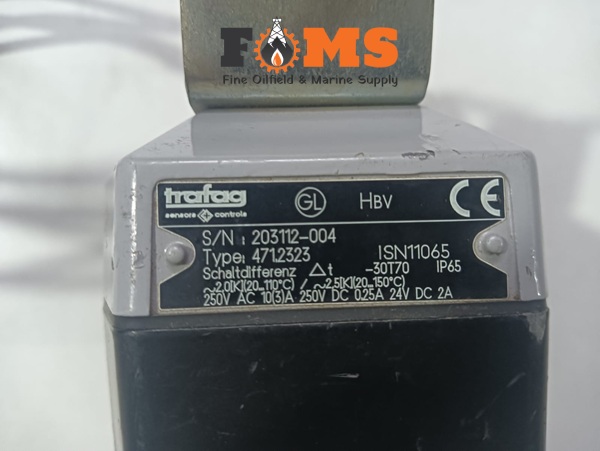 FOMS
Fine Oilfield & Marine Supply
trafag
sensors controls
GL
HBV
CE
S/N : 203112-004
Type: 471.2323
ISN11065
Schaltdifferenz Δt
-30T70 IP65
~2,0[K](20...110°C) / ~2,5[K](20...150°C)
250V AC 10(3)A 250V DC 0.25A 24V DC 2A